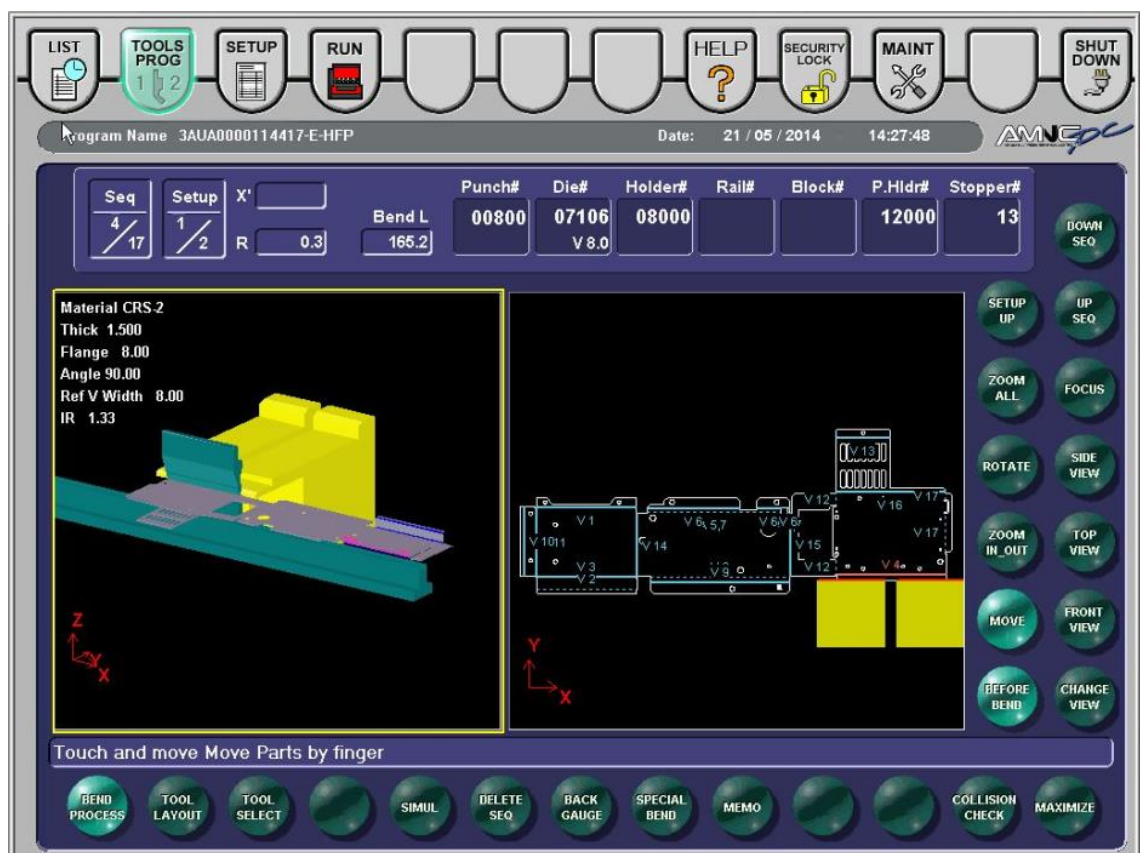 LIST
TOOLS
PROG
1 2
SETUP
RUN
HELP
?
SECURITY
LOCK
MAINT
SHUT
DOWN
Program Name 3AUA0000114417-E-HFP
Date: 21 / 05 / 2014 14:27:48
AMNC PC
Seq
4/17
Setup
1/2
X'
R 0.3
Bend L
165.2
Punch#
00800
Die#
07106
V 8.0
Holder#
08000
Rail#
Block#
P.Hldr#
12000
Stopper#
13
DOWN
SEQ
Material CRS-2
Thick 1.500
Flange 8.00
Angle 90.00
Ref V Width 8.00
IR 1.33
Z
Y
X
V 13
V 12
V 17
V 16
V 1
V 6
5,7
V 6
V 6
V 17
V 10
11
V 14
V 15
V 3
V 2
V 12
V 4
Y
X
SETUP
UP
UP
SEQ
ZOOM
ALL
FOCUS
ROTATE
SIDE
VIEW
ZOOM
IN_OUT
TOP
VIEW
MOVE
FRONT
VIEW
BEFORE
BEND
CHANGE
VIEW
Touch and move Move Parts by finger
BEND
PROCESS
TOOL
LAYOUT
TOOL
SELECT
SIMUL
DELETE
SEQ
BACK
GAUGE
SPECIAL
BEND
MEMO
COLLISION
CHECK
MAXIMIZE